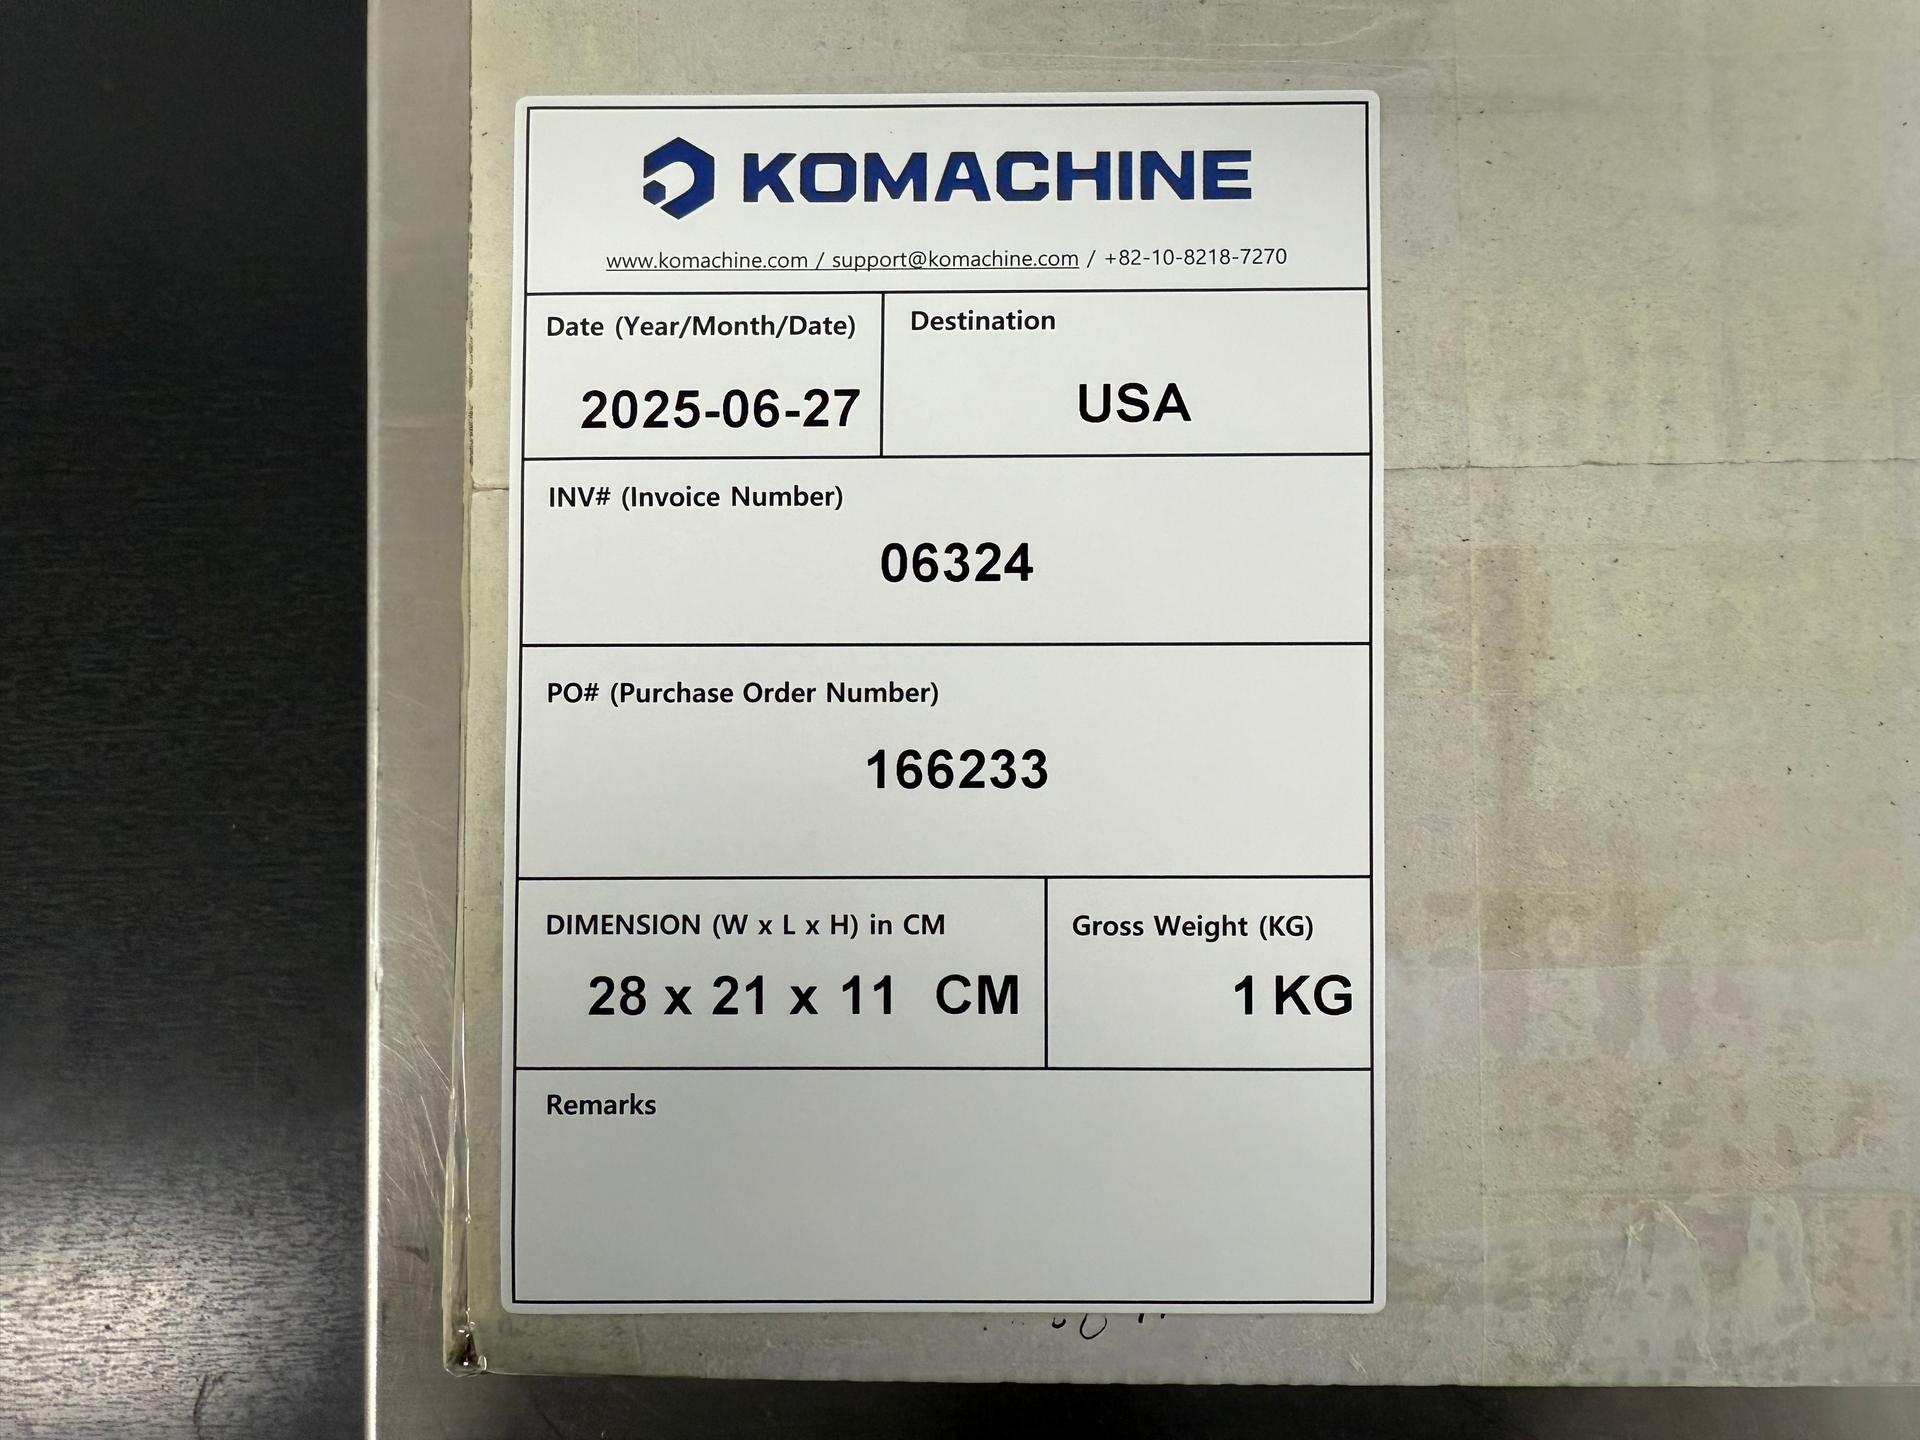 KOMACHINE
www.komachine.com / support@komachine.com / +82-10-8218-7270
Date (Year/Month/Date)
2025-06-27
Destination
USA
INV# (Invoice Number)
06324
PO# (Purchase Order Number)
166233
DIMENSION (W x L x H) in CM
28 x 21 x 11 CM
Gross Weight (KG)
1 KG
Remarks